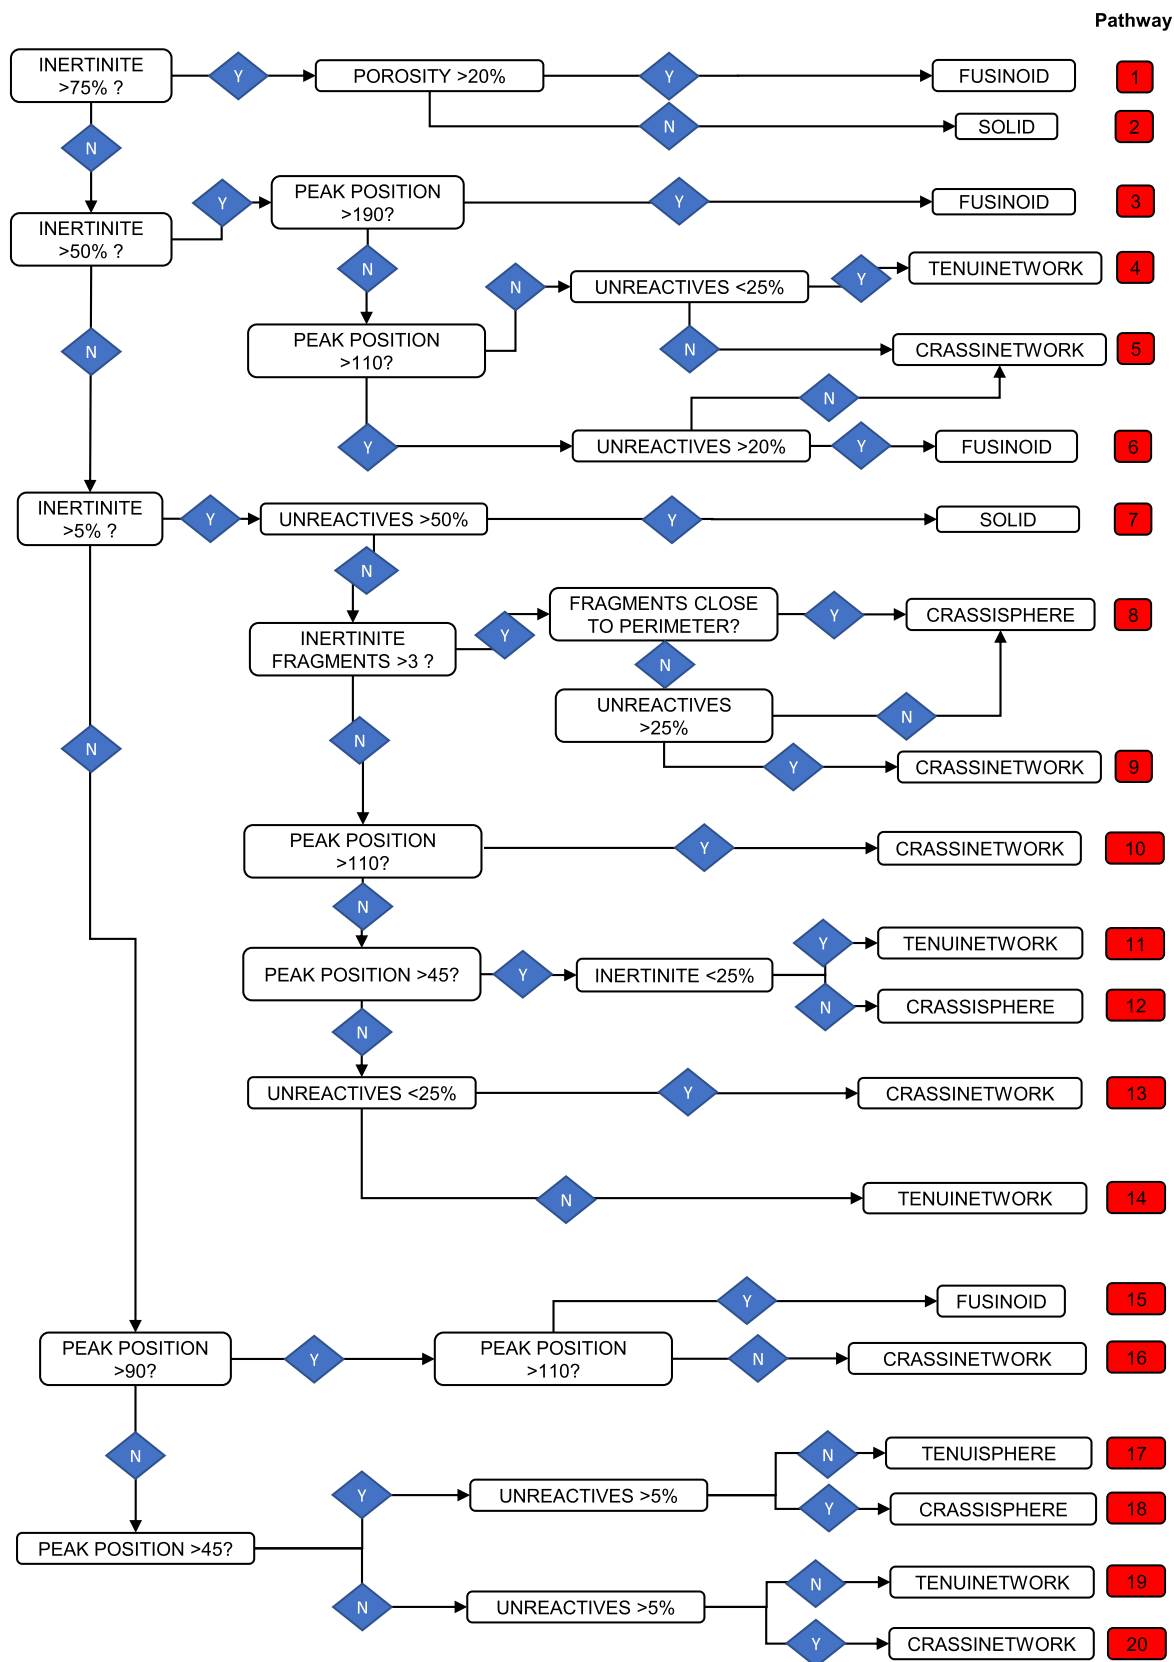 Pathway
INERTINITE
>75% ?
Y
POROSITY >20%
Y
FUSINOID
1
N
SOLID
2
N
INERTINITE
>50% ?
Y
PEAK POSITION
>190?
Y
FUSINOID
3
N
PEAK POSITION
>110?
N
UNREACTIVES <25%
Y
TENUINETWORK
4
N
CRASSINETWORK
5
N
Y
UNREACTIVES >20%
Y
FUSINOID
6
N
INERTINITE
>5% ?
Y
UNREACTIVES >50%
Y
SOLID
7
N
INERTINITE
FRAGMENTS >3 ?
Y
FRAGMENTS CLOSE
TO PERIMETER?
Y
CRASSISPHERE
8
N
UNREACTIVES
>25%
N
Y
CRASSINETWORK
9
N
N
PEAK POSITION
>110?
Y
CRASSINETWORK
10
N
PEAK POSITION >45?
Y
INERTINITE <25%
Y
TENUINETWORK
11
N
CRASSISPHERE
12
N
UNREACTIVES <25%
Y
CRASSINETWORK
13
N
TENUINETWORK
14
PEAK POSITION
>90?
Y
PEAK POSITION
>110?
Y
FUSINOID
15
N
CRASSINETWORK
16
N
PEAK POSITION >45?
Y
UNREACTIVES >5%
N
TENUISPHERE
17
Y
CRASSISPHERE
18
N
UNREACTIVES >5%
N
TENUINETWORK
19
Y
CRASSINETWORK
20